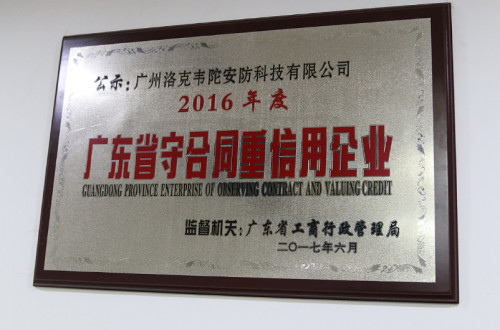 公示：广州洛克韦陀安防科技有限公司
2016年度
广东省守合同重信用企业
GUANGDONG PROVINCE ENTERPRISE OF OBSERVING CONTRACT AND VALUING CREDIT
监督机关：广东省工商行政管理局
二〇一七年六月